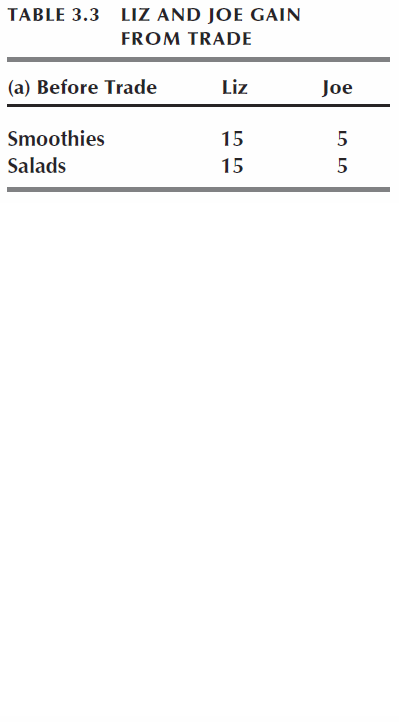 TABLE 3.3 LIZ AND JOE GAIN
FROM TRADE
(a) Before Trade Liz Joe
Smoothies 15 5
Salads 15 5